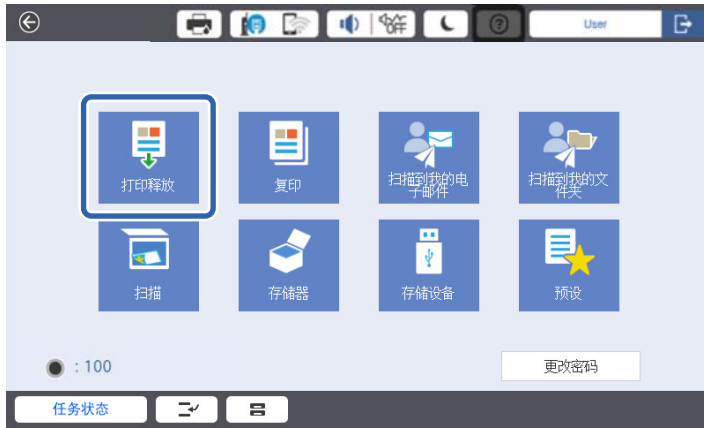 User
打印释放
复印
扫描到我的电
子邮件
扫描到我的文
件夹
扫描
存储器
存储设备
预设
: 100
更改密码
任务状态